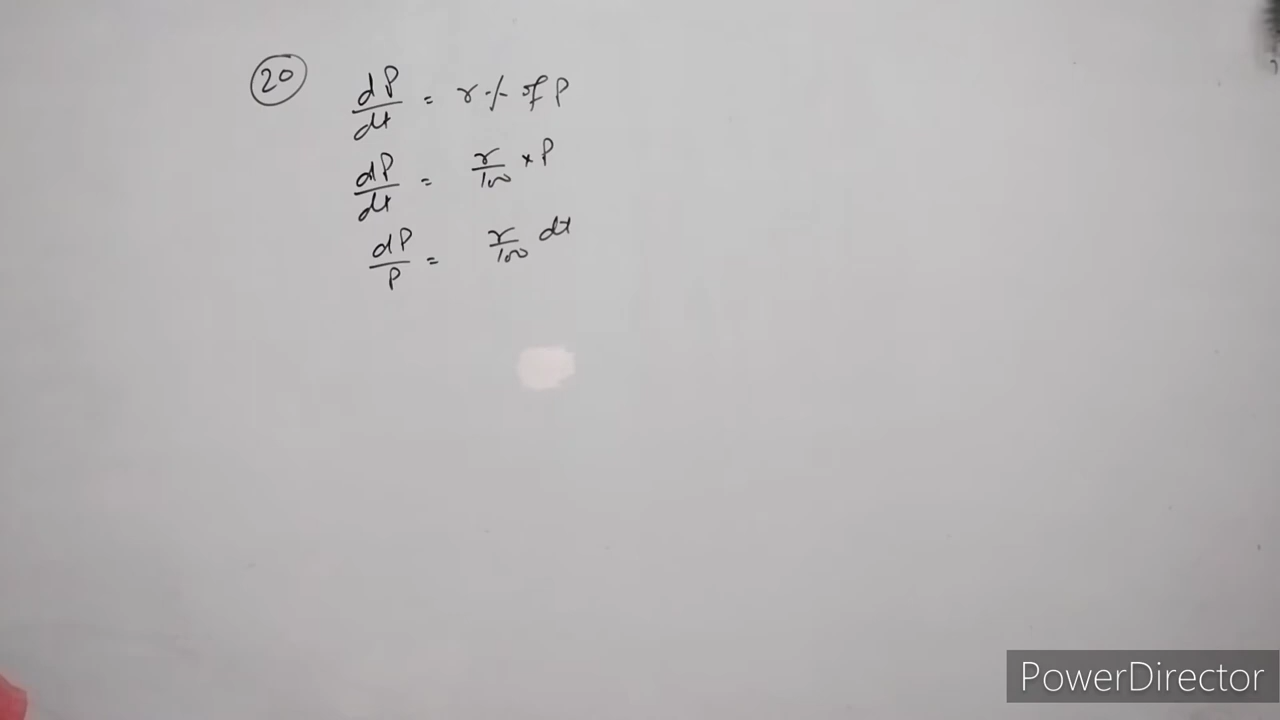 20 dP/dt = r % of P
dP/dt = r/100 × P
dP/P = r/100 dt
PowerDirector